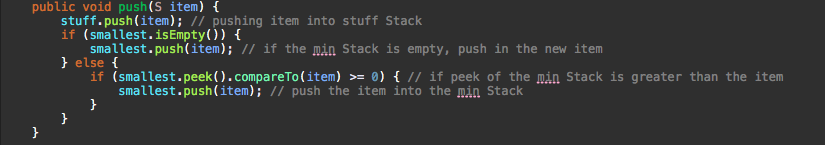 public void push(S item) {
    stuff.push(item); // pushing item into stuff Stack
    if (smallest.isEmpty()) {
        smallest.push(item); // if the min Stack is empty, push in the new item
    } else {
        if (smallest.peek().compareTo(item) >= 0) { // if peek of the min Stack is greater than the item
            smallest.push(item); // push the item into the min Stack
        }
    }
}